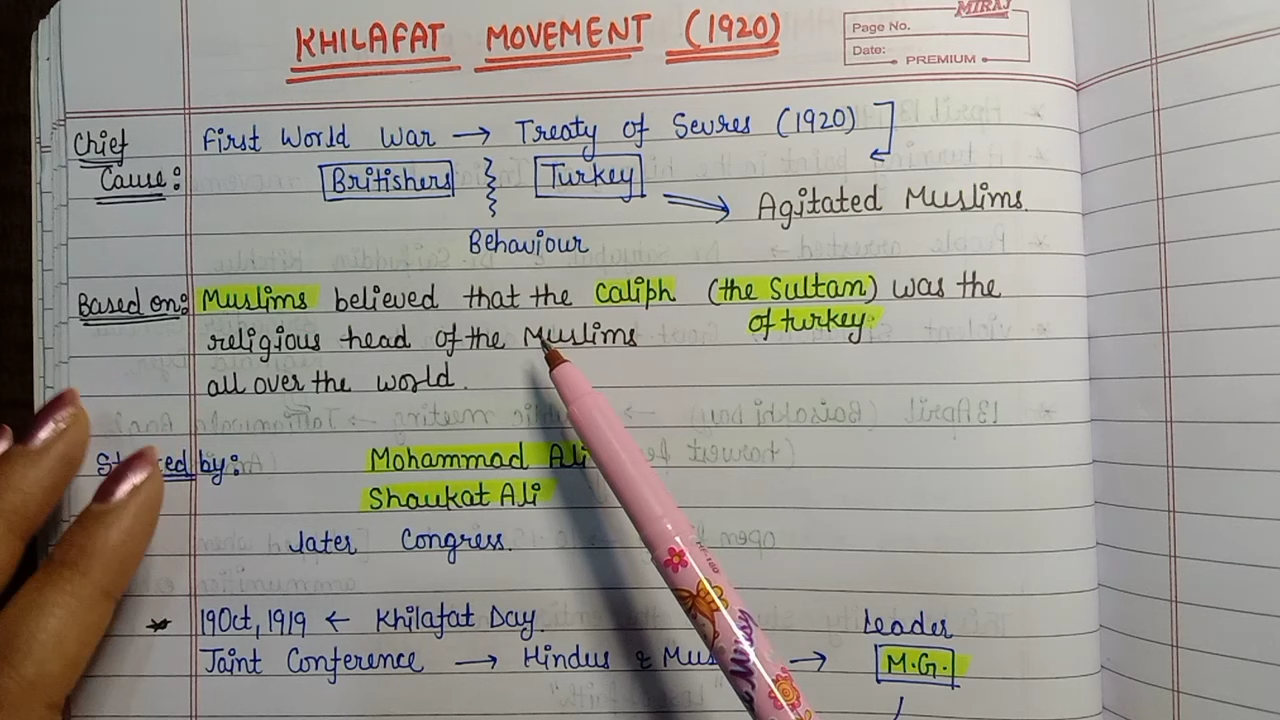 KHILAFAT MOVEMENT (1920)
MIRAJ
Page No.
Date:
PREMIUM
Chief Cause:
First World War → Treaty of Sevres (1920)
Britishers Turkey ⇒ Agitated Muslims.
Behaviour
Based on: Muslims believed that the Caliph (the Sultan) was the
of turkey.
religious head of the Muslims
all over the world.
by: Mohammad Ali
Shaukat Ali
later Congress.
* 19Oct, 1919 ← Khilafat Day.
Leader
Joint Conference → Hindus & → M.G.